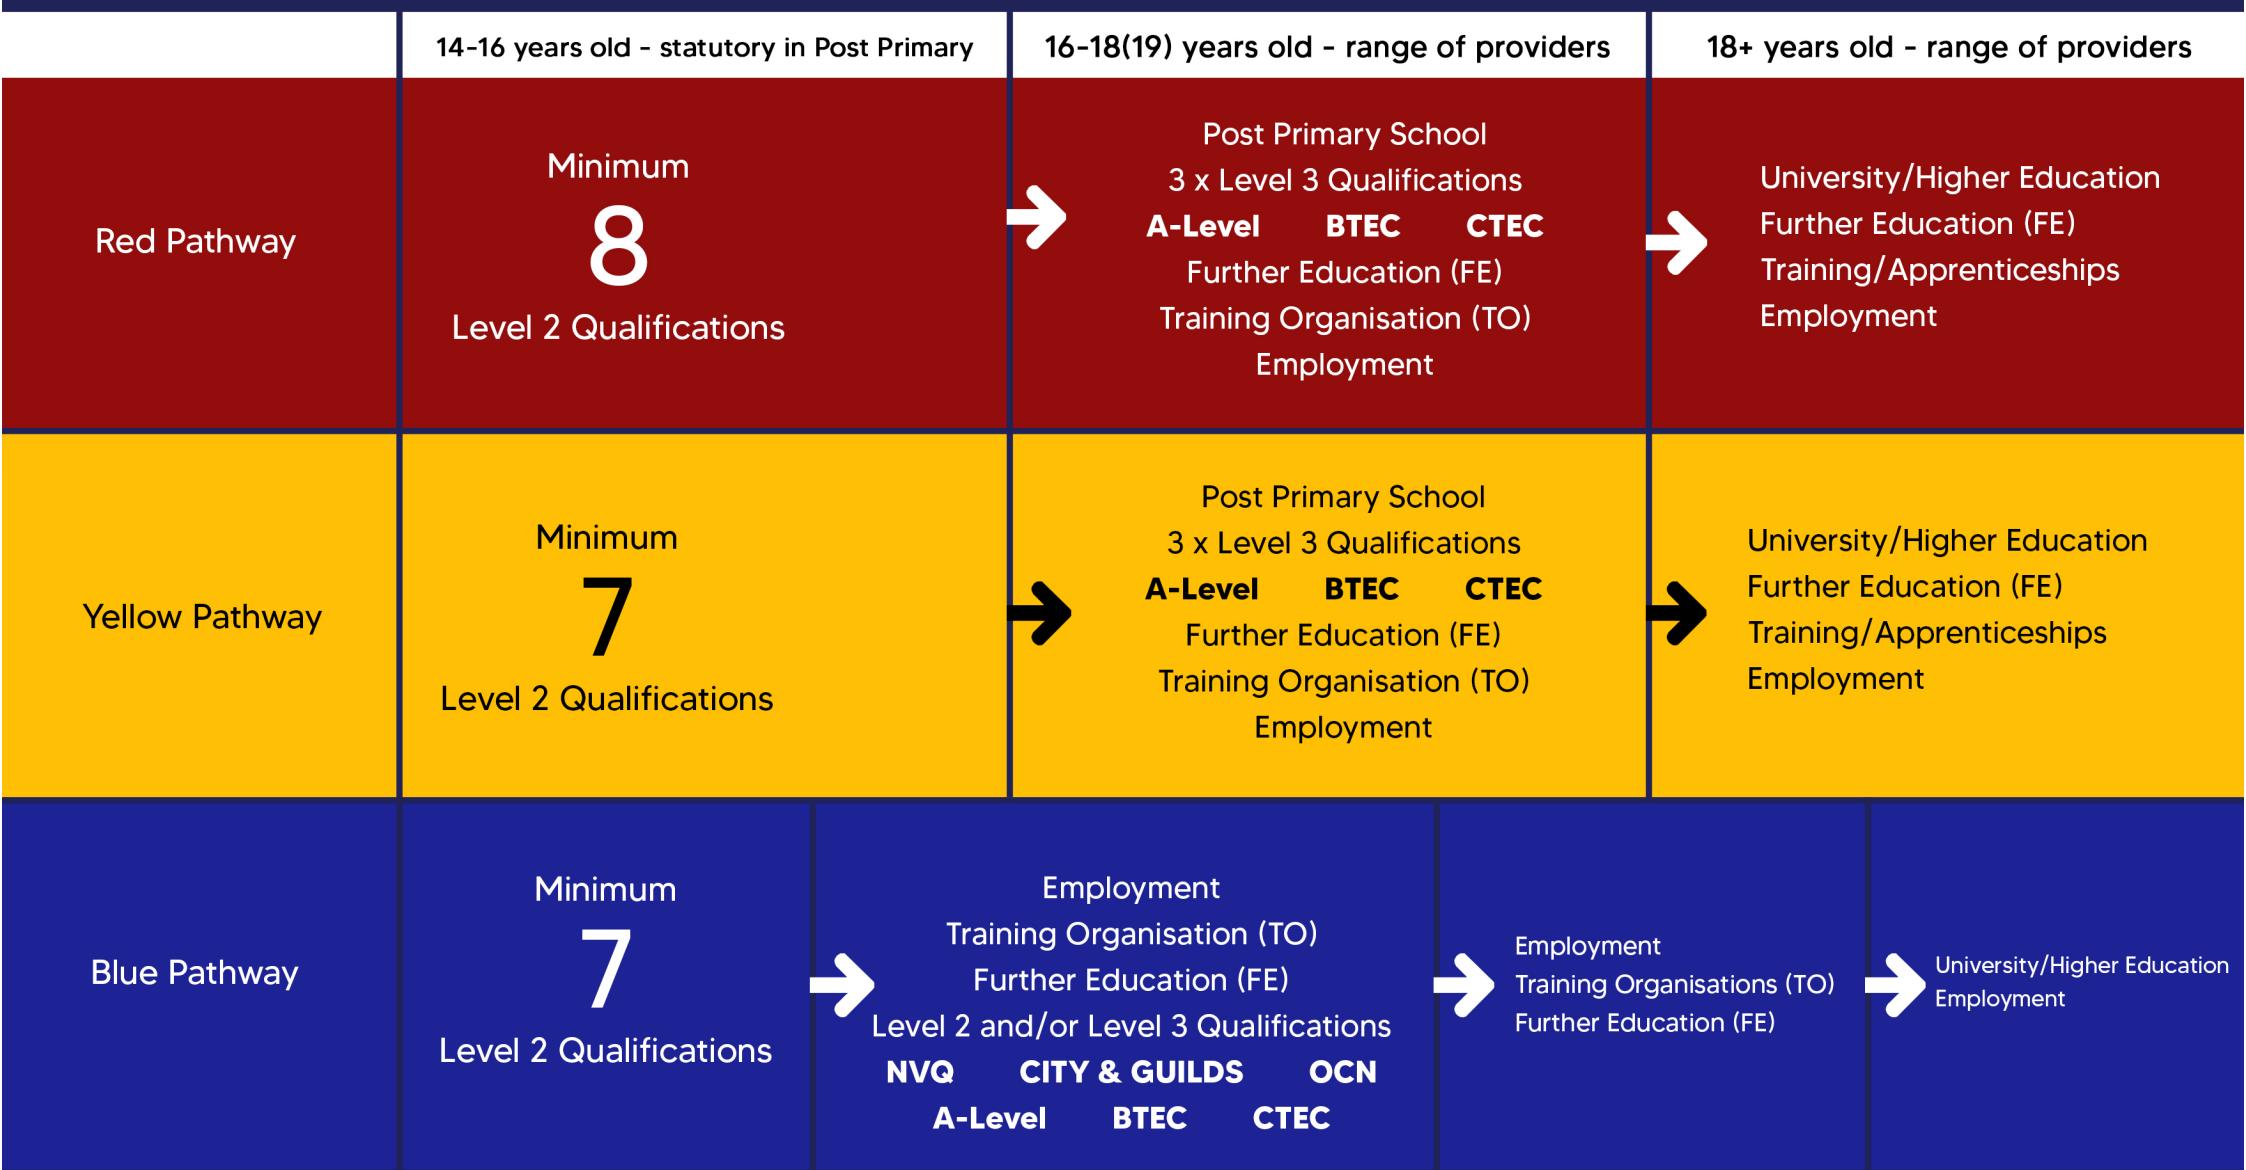 14-16 years old - statutory in Post Primary
16-18(19) years old - range of providers
18+ years old - range of providers
Red Pathway
Minimum
8
Level 2 Qualifications
Post Primary School
3 x Level 3 Qualifications
A-Level BTEC CTEC
Further Education (FE)
Training Organisation (TO)
Employment
University/Higher Education
Further Education (FE)
Training/Apprenticeships
Employment
Yellow Pathway
Minimum
7
Level 2 Qualifications
Post Primary School
3 x Level 3 Qualifications
A-Level BTEC CTEC
Further Education (FE)
Training Organisation (TO)
Employment
University/Higher Education
Further Education (FE)
Training/Apprenticeships
Employment
Blue Pathway
Minimum
7
Level 2 Qualifications
Employment
Training Organisation (TO)
Further Education (FE)
Level 2 and/or Level 3 Qualifications
NVQ CITY & GUILDS OCN
A-Level BTEC CTEC
Employment
Training Organisations (TO)
Further Education (FE)
University/Higher Education
Employment